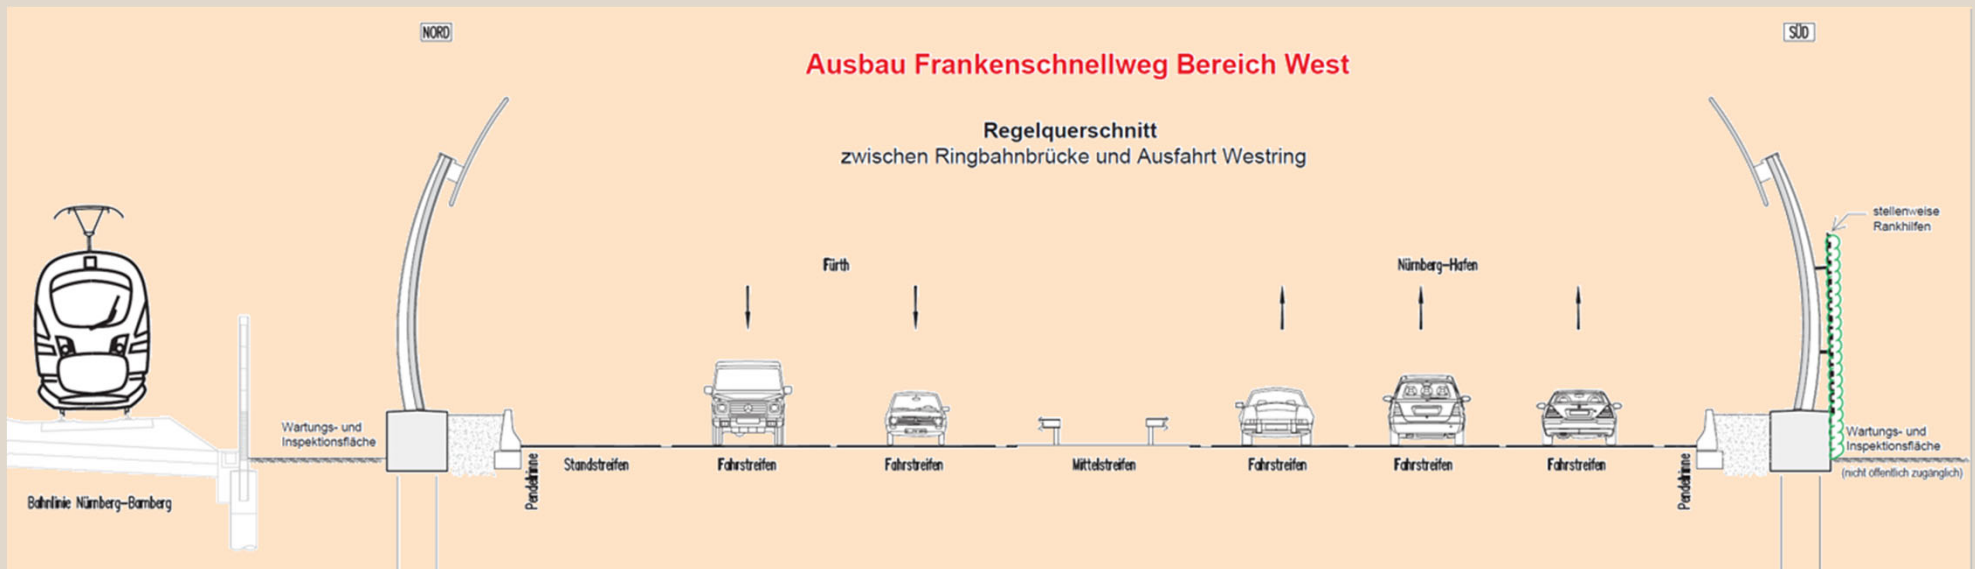 NORD
SÜD
Ausbau Frankenschnellweg Bereich West
Regelquerschnitt
zwischen Ringbahnbrücke und Ausfahrt Westring
stellenweise
Rankhilfen
Fürth
Nürnberg-Hafen
Wartungs- und
Inspektionsfläche
Wartungs- und
Inspektionsfläche
(nicht öffentlich zugänglich)
Pendelrinne
Standstreifen
Fahrstreifen
Fahrstreifen
Mittelstreifen
Fahrstreifen
Fahrstreifen
Fahrstreifen
Pendelrinne
Bahnlinie Nürnberg-Bamberg